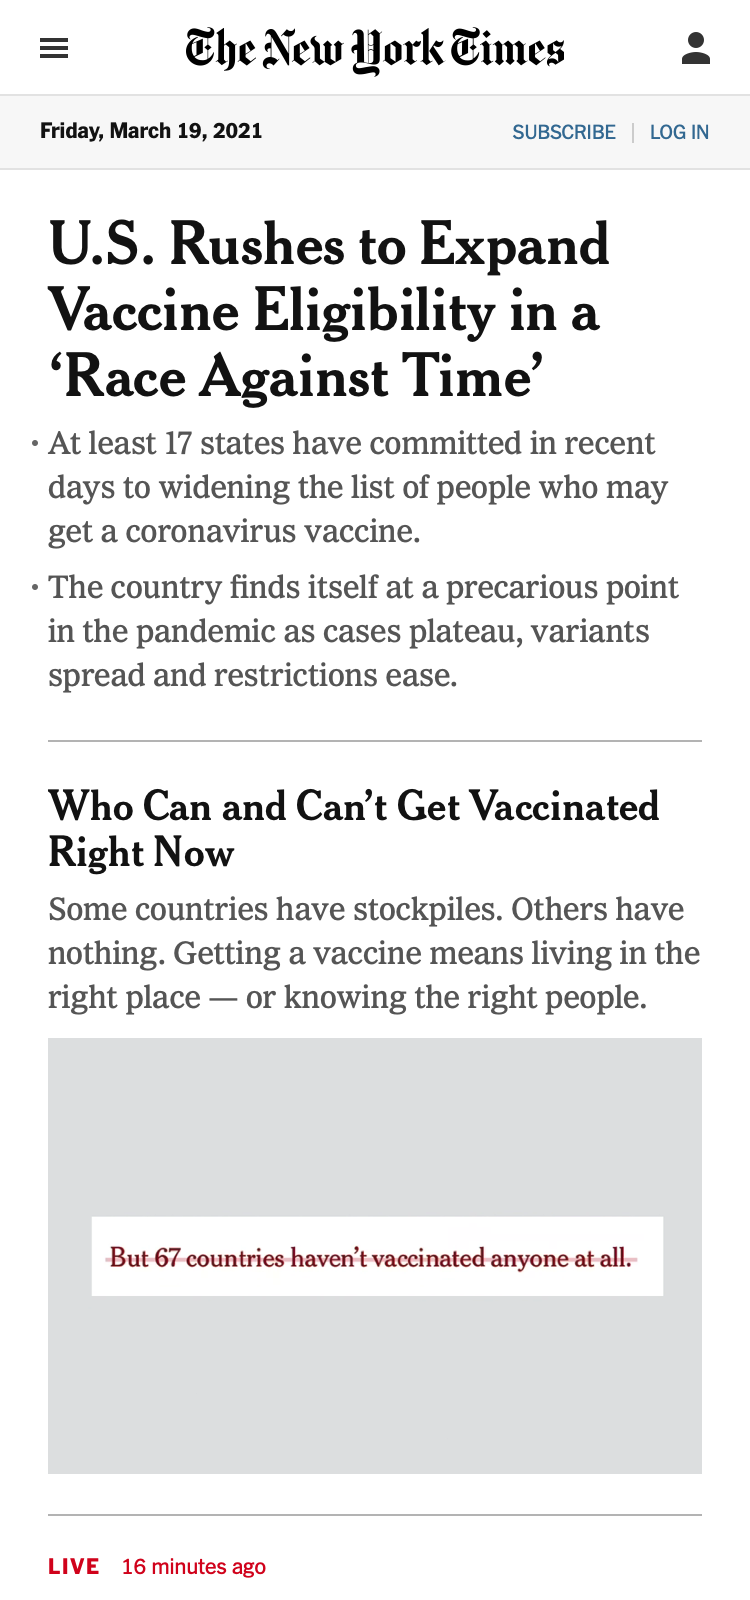 The New York Times
Friday, March 19, 2021
SUBSCRIBE | LOG IN
U.S. Rushes to Expand
Vaccine Eligibility in a
‘Race Against Time’
• At least 17 states have committed in recent
days to widening the list of people who may
get a coronavirus vaccine.
• The country finds itself at a precarious point
in the pandemic as cases plateau, variants
spread and restrictions ease.
Who Can and Can’t Get Vaccinated
Right Now
Some countries have stockpiles. Others have
nothing. Getting a vaccine means living in the
right place — or knowing the right people.
But 67 countries haven’t vaccinated anyone at all.
LIVE 16 minutes ago